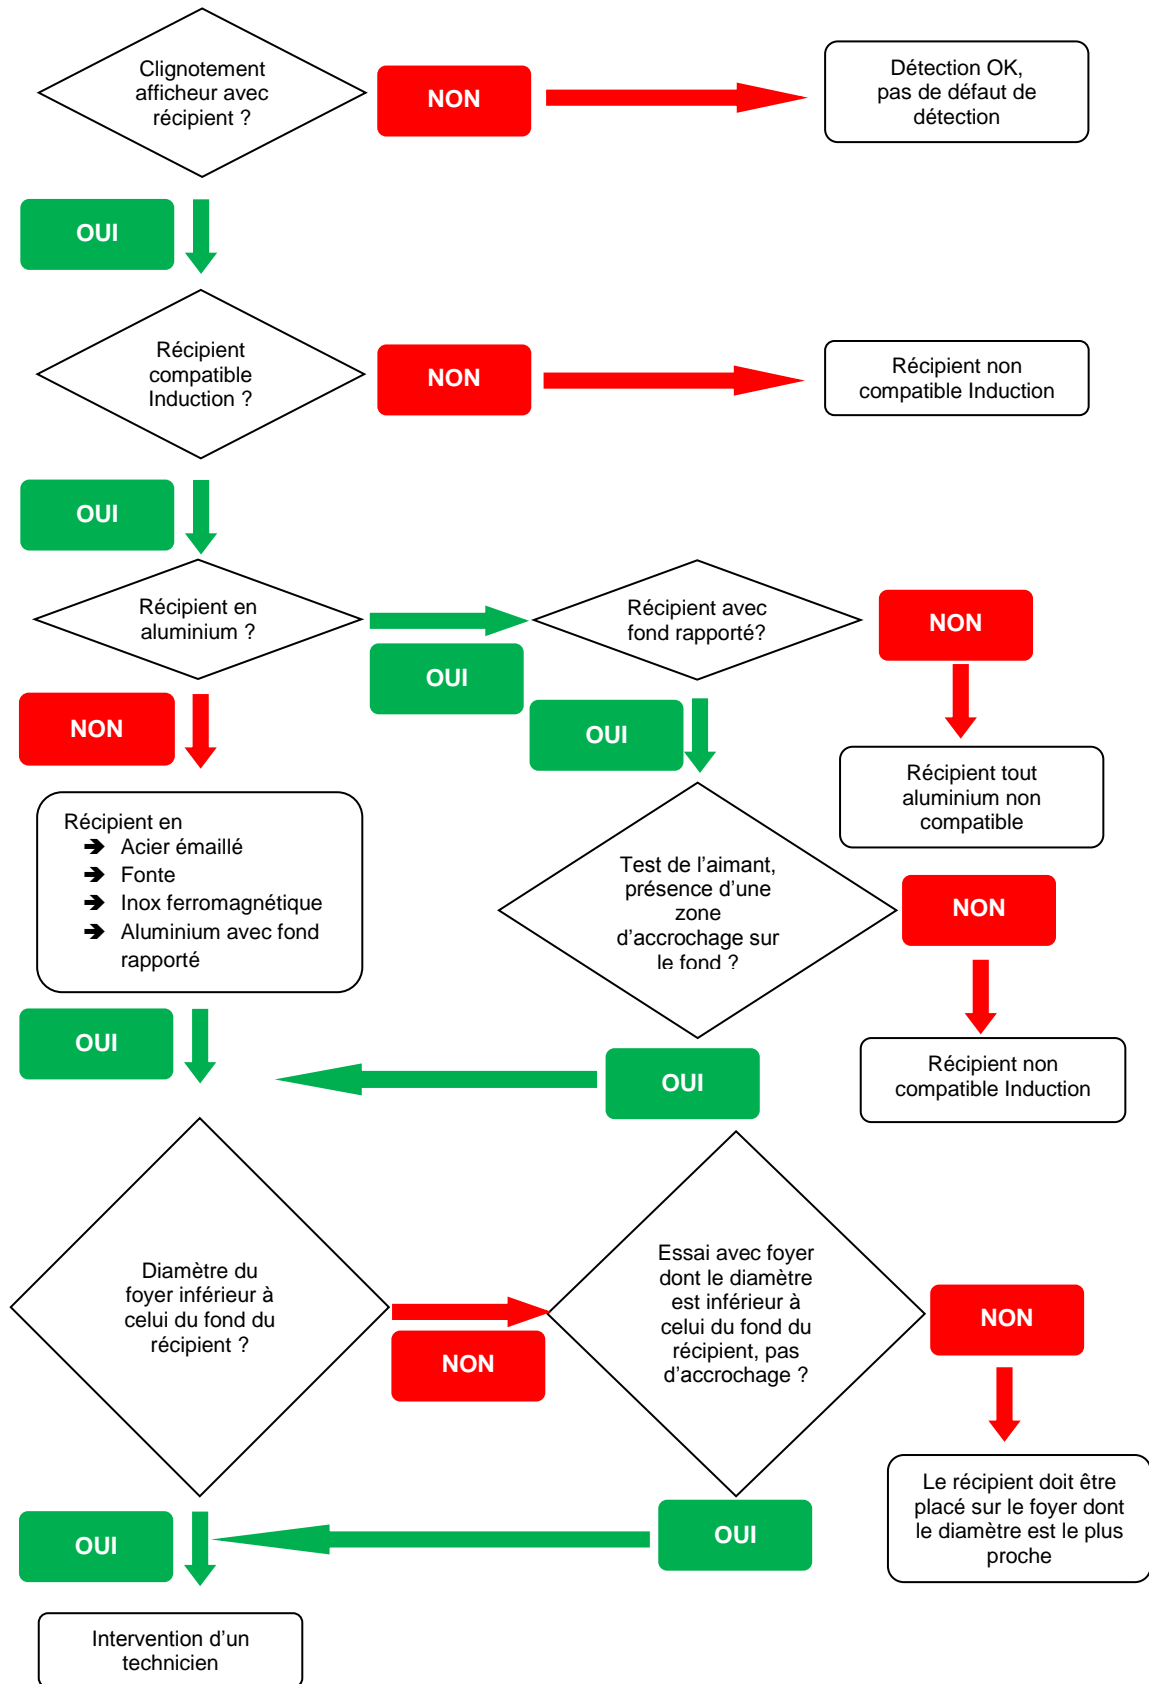 Clignotement
afficheur avec
récipient ?
NON
Détection OK,
pas de défaut de
détection
OUI
Récipient
compatible
Induction ?
NON
Récipient non
compatible Induction
OUI
Récipient en
aluminium ?
OUI
Récipient avec
fond rapporté?
NON
NON
OUI
Récipient tout
aluminium non
compatible
Récipient en
➔ Acier émaillé
➔ Fonte
➔ Inox ferromagnétique
➔ Aluminium avec fond
rapporté
Test de l’aimant,
présence d’une
zone
d’accrochage sur
le fond ?
NON
OUI
OUI
Récipient non
compatible Induction
Diamètre du
foyer inférieur à
celui du fond du
récipient ?
NON
Essai avec foyer
dont le diamètre
est inférieur à
celui du fond du
récipient, pas
d’accrochage ?
NON
Le récipient doit être
placé sur le foyer dont
le diamètre est le plus
proche
OUI
OUI
Intervention d’un
technicien